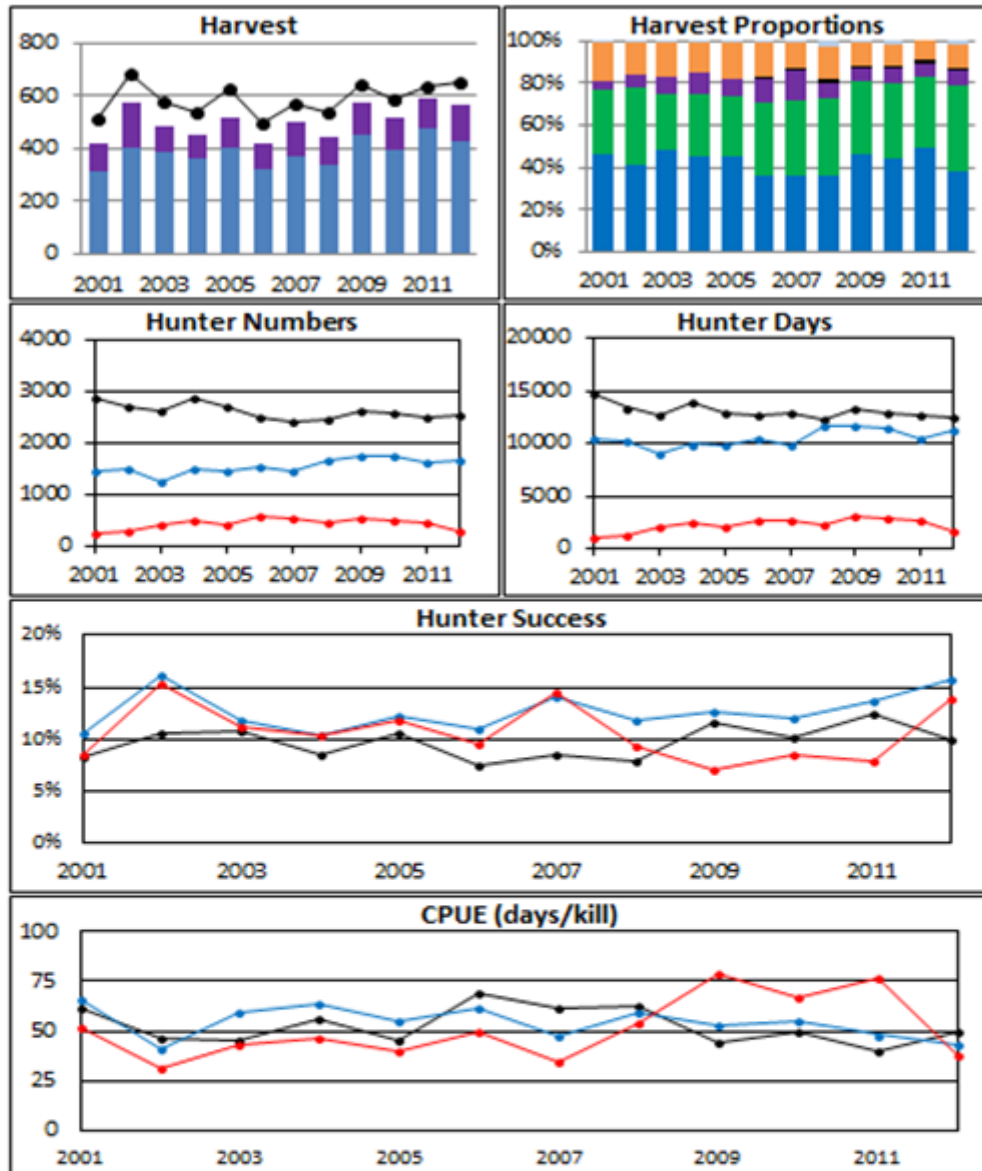 Harvest
800
600
400
200
0
2001 2003 2005 2007 2009 2011
Harvest Proportions
100%
80%
60%
40%
20%
0%
2001 2003 2005 2007 2009 2011
Hunter Numbers
4000
3000
2000
1000
0
2001 2003 2005 2007 2009 2011
Hunter Days
20000
15000
10000
5000
0
2001 2003 2005 2007 2009 2011
Hunter Success
20%
15%
10%
5%
0%
2001 2003 2005 2007 2009 2011
CPUE (days/kill)
100
75
50
25
0
2001 2003 2005 2007 2009 2011